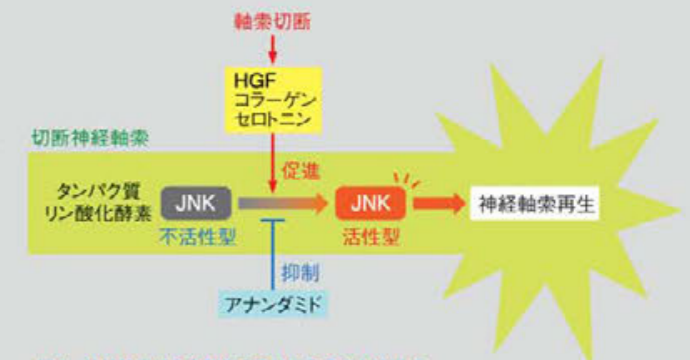 軸索切断
HGF
コラーゲン
セロトニン
切断神経軸索
促進
タンパク質
リン酸化酵素
JNK
JNK
神経軸索再生
不活性型
活性型
抑制
アナンダミド